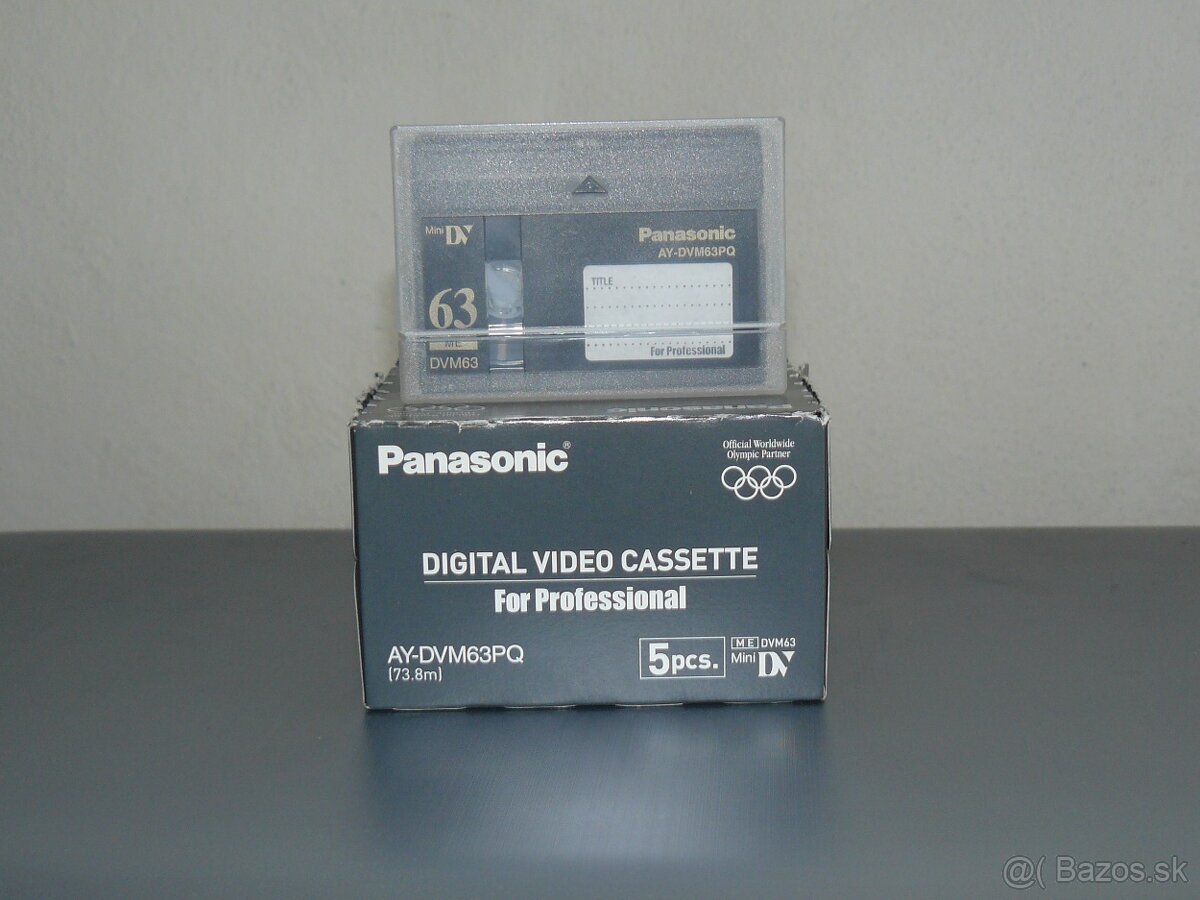 Mini DV
Panasonic
AY-DVM63PQ
TITLE
63
ME
DVM63
For Professional
Panasonic
Panasonic®
Official Worldwide
Olympic Partner
DIGITAL VIDEO CASSETTE
For Professional
AY-DVM63PQ
(73.8m)
5pcs.
ME DVM63
Mini DV
@( Bazos.sk